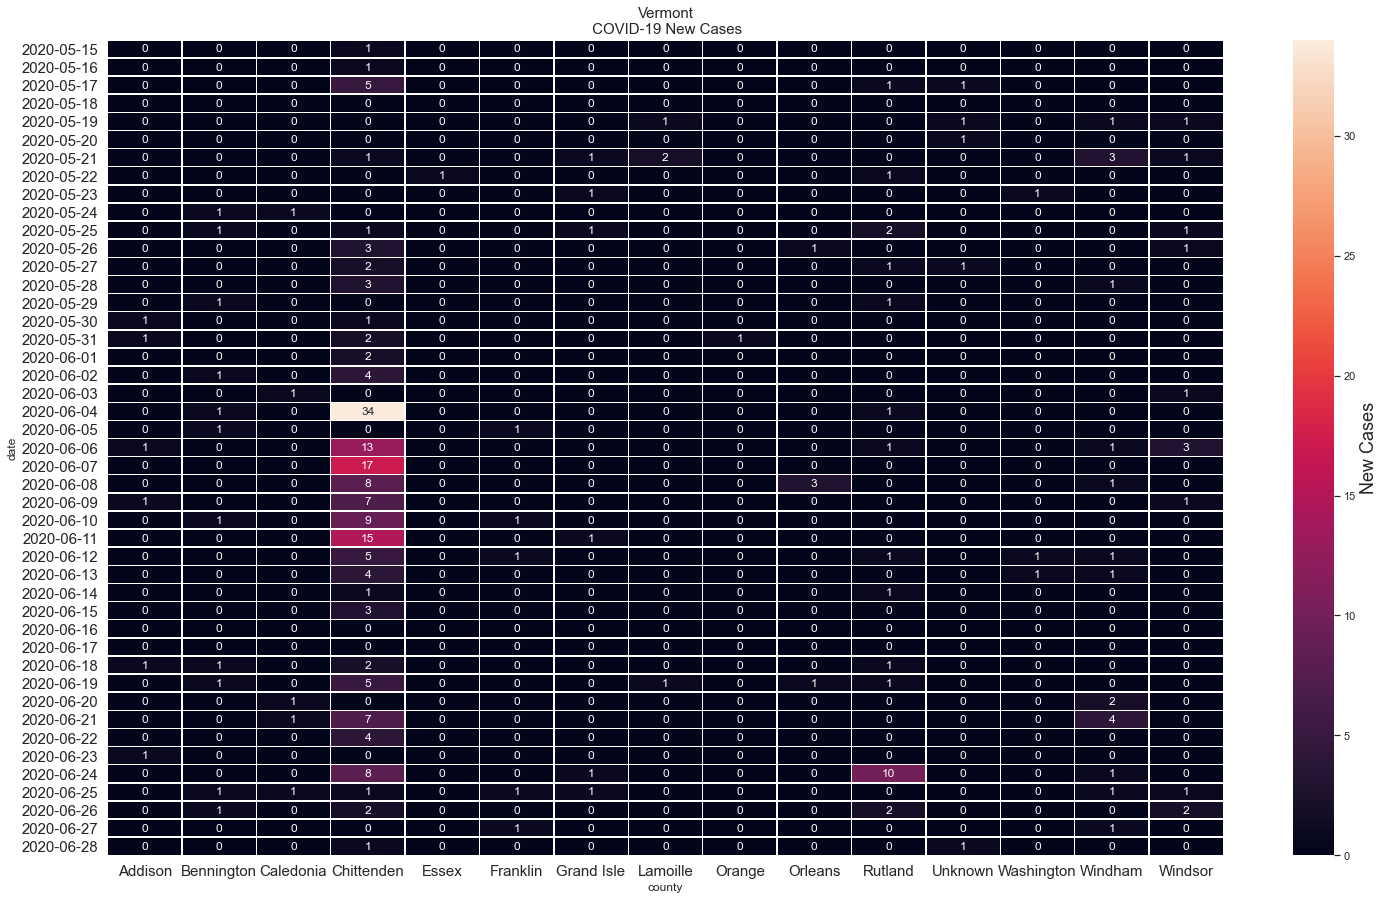 Vermont
COVID-19 New Cases
2020-05-15 0 0 0 1 0 0 0 0 0 0 0 0 0 0 0
2020-05-16 0 0 0 1 0 0 0 0 0 0 0 0 0 0 0
2020-05-17 0 0 0 5 0 0 0 0 0 0 1 1 0 0 0
2020-05-18 0 0 0 0 0 0 0 0 0 0 0 0 0 0 0
2020-05-19 0 0 0 0 0 0 0 1 0 0 0 1 0 1 1
2020-05-20 0 0 0 0 0 0 0 0 0 0 0 1 0 0 0
2020-05-21 0 0 0 1 0 0 1 2 0 0 0 0 0 3 1
2020-05-22 0 0 0 0 1 0 0 0 0 0 1 0 0 0 0
2020-05-23 0 0 0 0 0 0 1 0 0 0 0 0 1 0 0
2020-05-24 0 1 1 0 0 0 0 0 0 0 0 0 0 0 0
2020-05-25 0 1 0 1 0 0 1 0 0 0 2 0 0 0 1
2020-05-26 0 0 0 3 0 0 0 0 0 1 0 0 0 0 1
2020-05-27 0 0 0 2 0 0 0 0 0 0 1 1 0 0 0
2020-05-28 0 0 0 3 0 0 0 0 0 0 0 0 0 1 0
2020-05-29 0 1 0 0 0 0 0 0 0 0 1 0 0 0 0
2020-05-30 1 0 0 1 0 0 0 0 0 0 0 0 0 0 0
2020-05-31 1 0 0 2 0 0 0 0 1 0 0 0 0 0 0
2020-06-01 0 0 0 2 0 0 0 0 0 0 0 0 0 0 0
2020-06-02 0 1 0 4 0 0 0 0 0 0 0 0 0 0 0
2020-06-03 0 0 1 0 0 0 0 0 0 0 0 0 0 0 1
2020-06-04 0 1 0 34 0 0 0 0 0 0 1 0 0 0 0
2020-06-05 0 1 0 0 0 1 0 0 0 0 0 0 0 0 0
2020-06-06 1 0 0 13 0 0 0 0 0 0 1 0 0 1 3
2020-06-07 0 0 0 17 0 0 0 0 0 0 0 0 0 0 0
2020-06-08 0 0 0 8 0 0 0 0 0 3 0 0 0 1 0
2020-06-09 1 0 0 7 0 0 0 0 0 0 0 0 0 0 1
2020-06-10 0 1 0 9 0 1 0 0 0 0 0 0 0 0 0
2020-06-11 0 0 0 15 0 0 1 0 0 0 0 0 0 0 0
2020-06-12 0 0 0 5 0 1 0 0 0 0 1 0 1 1 0
2020-06-13 0 0 0 4 0 0 0 0 0 0 0 0 1 1 0
2020-06-14 0 0 0 1 0 0 0 0 0 0 1 0 0 0 0
2020-06-15 0 0 0 3 0 0 0 0 0 0 0 0 0 0 0
2020-06-16 0 0 0 0 0 0 0 0 0 0 0 0 0 0 0
2020-06-17 0 0 0 0 0 0 0 0 0 0 0 0 0 0 0
2020-06-18 1 1 0 2 0 0 0 0 0 0 1 0 0 0 0
2020-06-19 0 1 0 5 0 0 0 1 0 1 1 0 0 0 0
2020-06-20 0 0 1 0 0 0 0 0 0 0 0 0 0 2 0
2020-06-21 0 0 1 7 0 0 0 0 0 0 0 0 0 4 0
2020-06-22 0 0 0 4 0 0 0 0 0 0 0 0 0 0 0
2020-06-23 1 0 0 0 0 0 0 0 0 0 0 0 0 0 0
2020-06-24 0 0 0 8 0 0 1 0 0 0 10 0 0 1 0
2020-06-25 0 1 1 1 0 1 1 0 0 0 0 0 0 1 1
2020-06-26 0 1 0 2 0 0 0 0 0 0 2 0 0 0 2
2020-06-27 0 0 0 0 0 1 0 0 0 0 0 0 0 1 0
2020-06-28 0 0 0 1 0 0 0 0 0 0 0 1 0 0 0
Addison Bennington Caledonia Chittenden Essex Franklin Grand Isle Lamoille Orange Orleans Rutland Unknown Washington Windham Windsor
county
date
30
25
20
15
10
5
0
New Cases